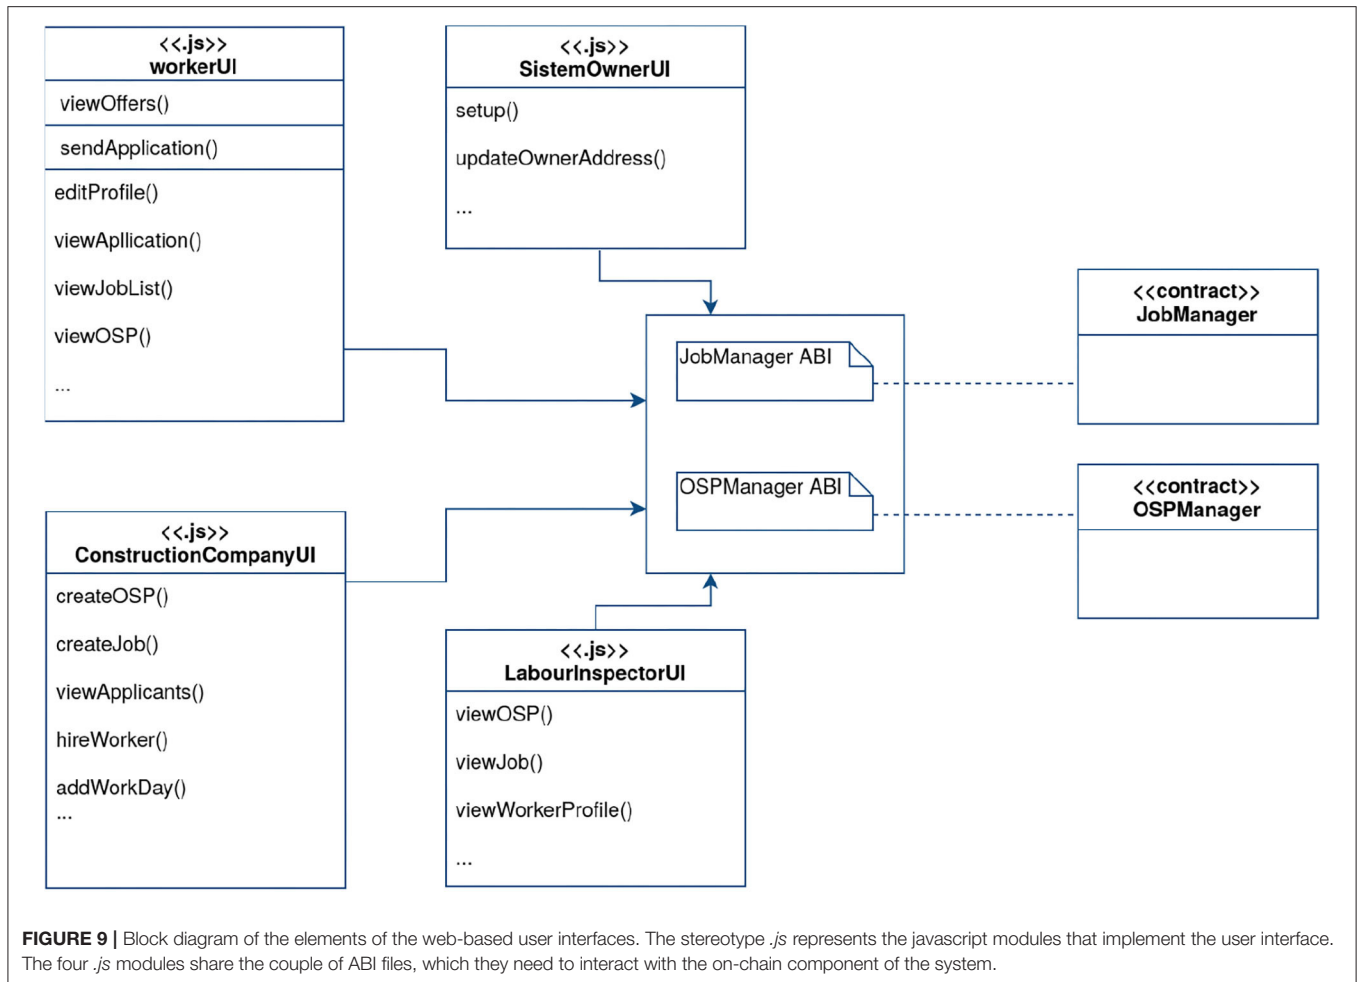 <<.js>>
workerUI
viewOffers()
sendApplication()
editProfile()
viewApllication()
viewJobList()
viewOSP()
...
<<.js>>
SistemOwnerUI
setup()
updateOwnerAddress()
...
JobManager ABI
OSPManager ABI
<<contract>>
JobManager
<<contract>>
OSPManager
<<.js>>
ConstructionCompanyUI
createOSP()
createJob()
viewApplicants()
hireWorker()
addWorkDay()
...
<<.js>>
LabourInspectorUI
viewOSP()
viewJob()
viewWorkerProfile()
...
FIGURE 9 | Block diagram of the elements of the web-based user interfaces. The stereotype .js represents the javascript modules that implement the user interface.
The four .js modules share the couple of ABI files, which they need to interact with the on-chain component of the system.